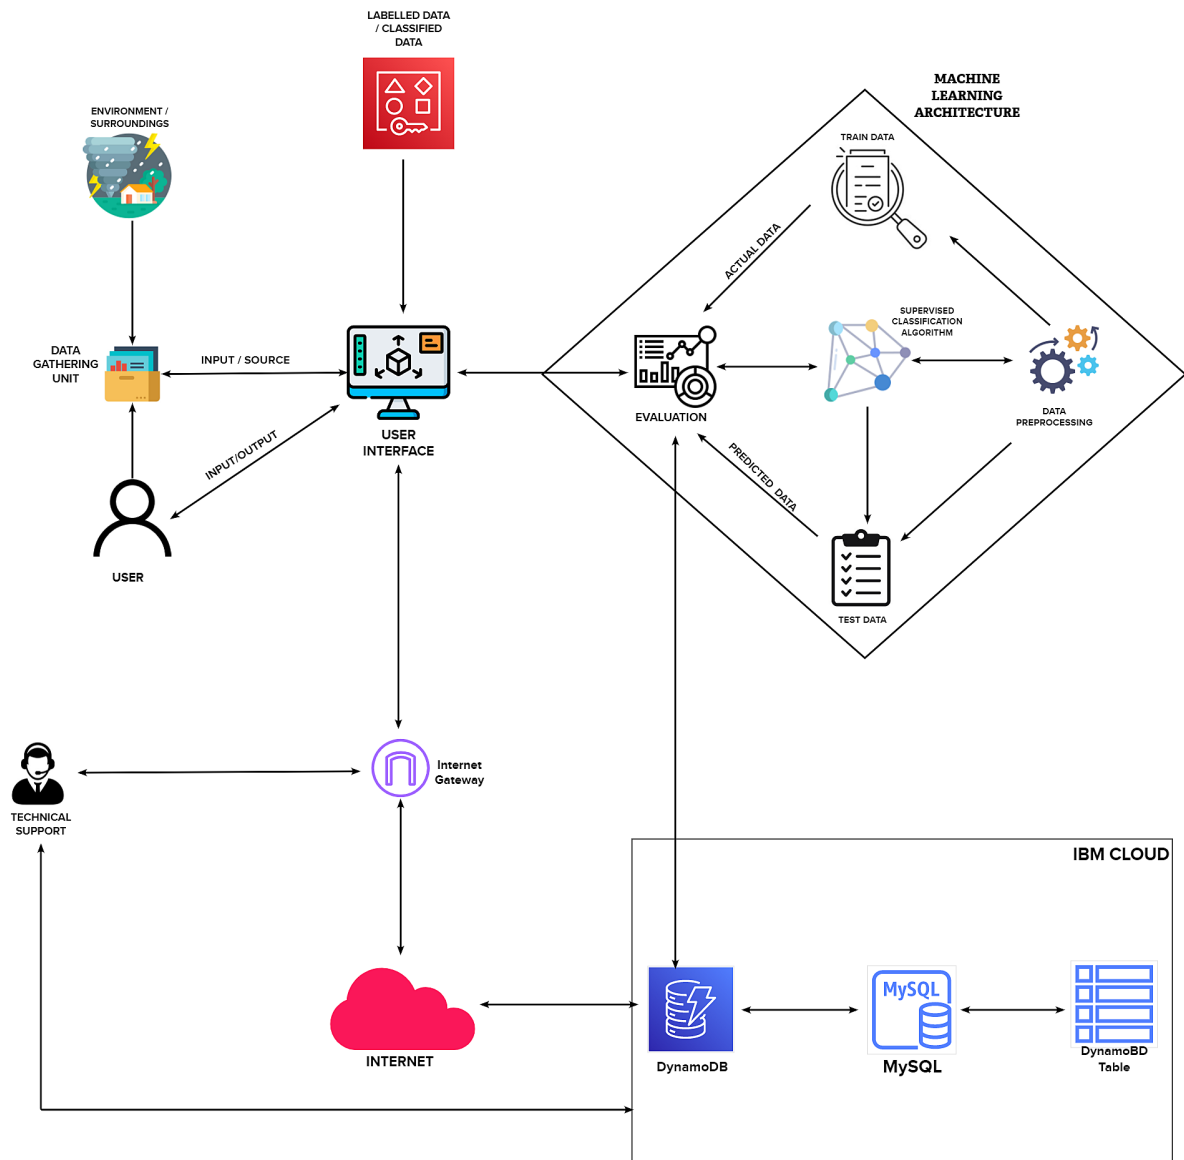 LABELLED DATA
/ CLASSIFIED
DATA
MACHINE
LEARNING
ARCHITECTURE
ENVIRONMENT /
SURROUNDINGS
TRAIN DATA
ACTUAL DATA
SUPERVISED
CLASSIFICATION
ALGORITHM
DATA
GATHERING
UNIT
INPUT / SOURCE
USER
INTERFACE
EVALUATION
DATA
PREPROCESSING
INPUT/OUTPUT
PREDICTED DATA
USER
TEST DATA
Internet
Gateway
TECHNICAL
SUPPORT
IBM CLOUD
MySQL
INTERNET
DynamoDB
MySQL
DynamoBD
Table